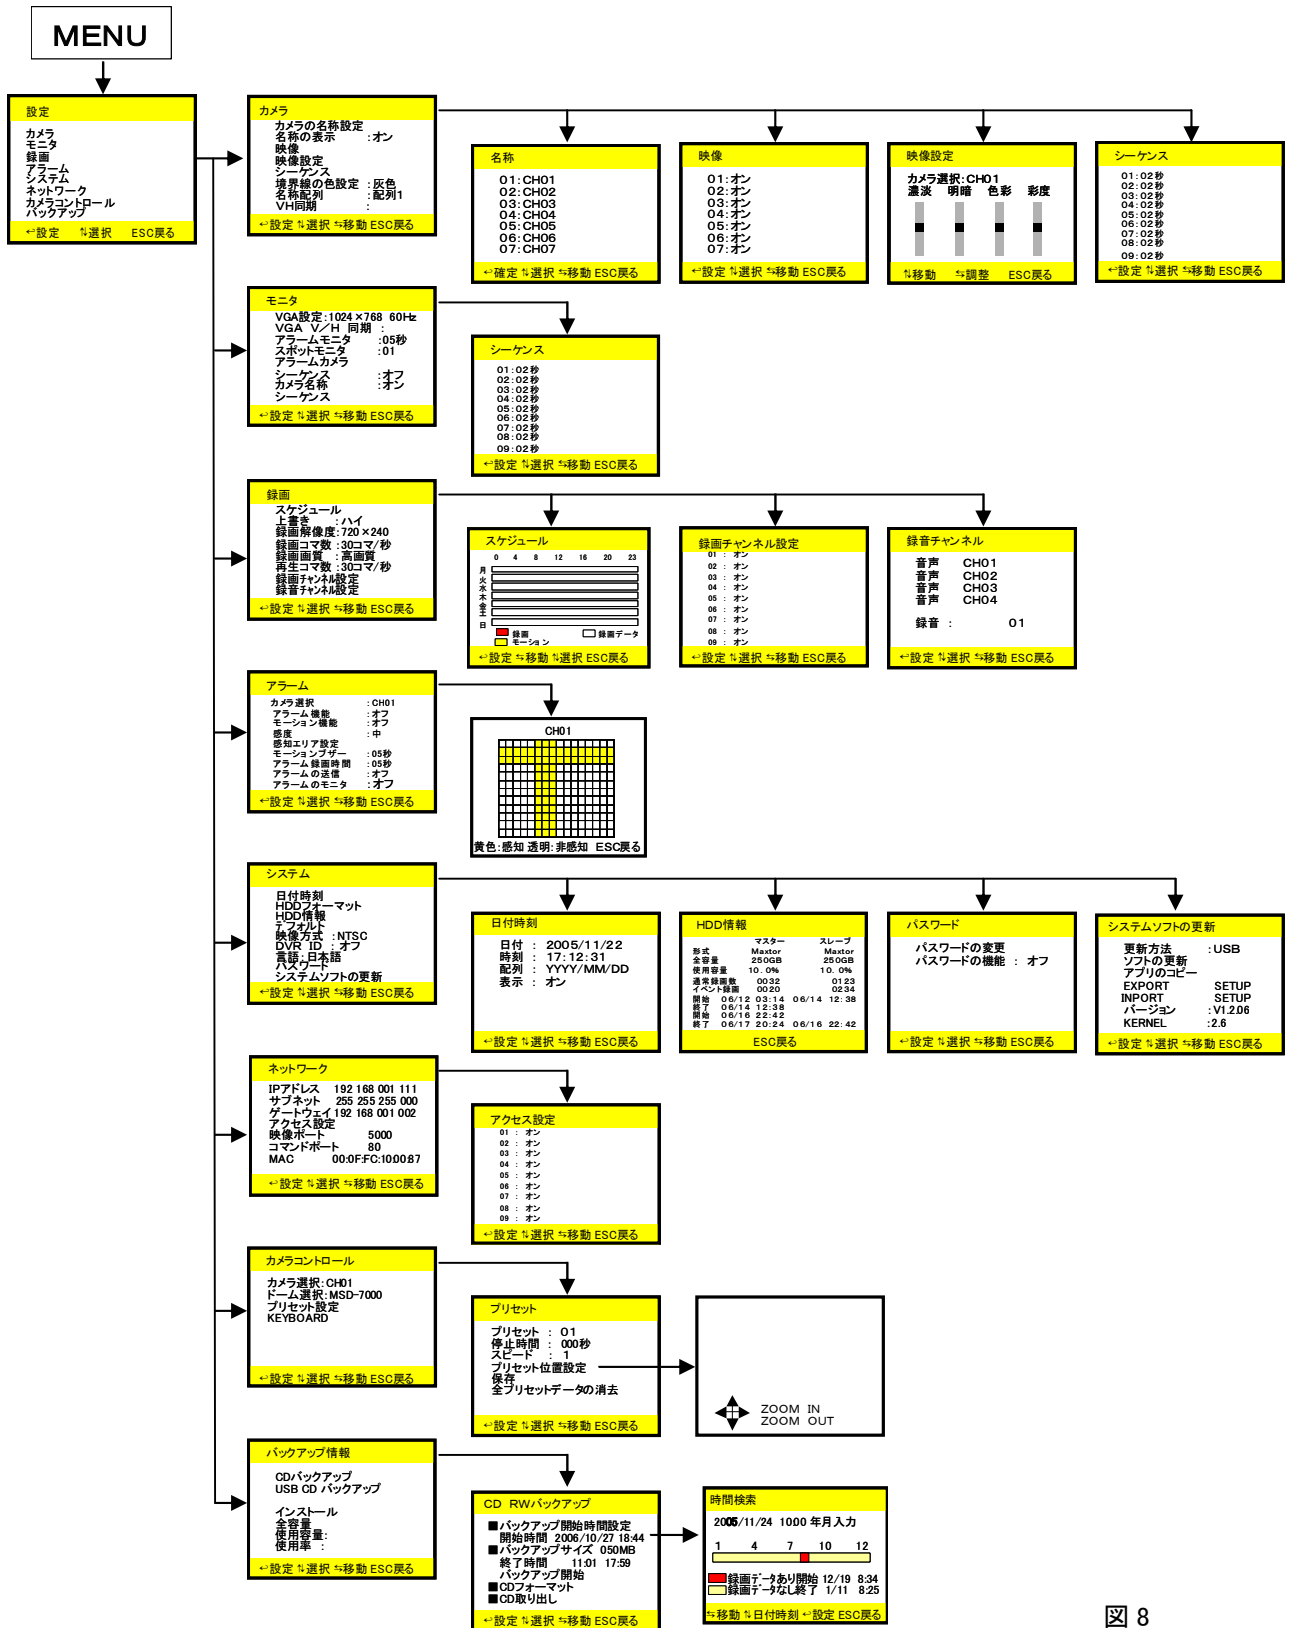 MENU
設定
カメラ
モニタ
録画
アラーム
システム
ネットワーク
カメラコントロール
バックアップ
↩設定 ⇅選択 ESC戻る
カメラ
カメラの名称設定
名称の表示 :オン
映像
映像設定
シーケンス
境界線の色設定 :灰色
名称配列 :配列1
VH同期 :
↩設定 ⇅選択 ⇆移動 ESC戻る
名称
01:CH01
02:CH02
03:CH03
04:CH04
05:CH05
06:CH06
07:CH07
↩確定 ⇅選択 ⇆移動 ESC戻る
映像
01:オン
02:オン
03:オン
04:オン
05:オン
06:オン
07:オン
↩設定 ⇅選択 ⇆移動 ESC戻る
映像設定
カメラ選択:CH01
濃淡 明暗 色彩 彩度
⇅移動 ⇆調整 ESC戻る
シーケンス
01:02秒
02:02秒
03:02秒
04:02秒
05:02秒
06:02秒
07:02秒
08:02秒
09:02秒
↩設定 ⇅選択 ⇆移動 ESC戻る
モニタ
VGA設定:1024×768 60Hz
VGA V/H 同期 :
アラームモニタ :05秒
スポットモニタ :01
アラームカメラ
シーケンス :オフ
カメラ名称 :オン
シーケンス
↩設定 ⇅選択 ⇆移動 ESC戻る
シーケンス
01:02秒
02:02秒
03:02秒
04:02秒
05:02秒
06:02秒
07:02秒
08:02秒
09:02秒
↩設定 ⇅選択 ⇆移動 ESC戻る
録画
スケジュール
上書き :ハイ
録画解像度:720×240
録画コマ数 :30コマ/秒
録画画質 :高画質
再生コマ数 :30コマ/秒
録画チャンネル設定
録音チャンネル設定
↩設定 ⇅選択 ⇆移動 ESC戻る
スケジュール
0 4 8 12 16 20 23
月
火
水
木
金
土
日
録画 録画データ
モーション
↩設定 ⇆移動 ⇅選択 ESC戻る
録画チャンネル設定
01 : オン
02 : オン
03 : オン
04 : オン
05 : オン
06 : オン
07 : オン
08 : オン
09 : オン
↩設定 ⇅選択 ⇆移動 ESC戻る
録音チャンネル
音声 CH01
音声 CH02
音声 CH03
音声 CH04
録音 : 01
↩設定 ⇅選択 ⇆移動 ESC戻る
アラーム
カメラ選択 :CH01
アラーム機能 :オフ
モーション機能 :オフ
感度 :中
感知エリア設定
モーションブザー :05秒
アラーム録画時間 :05秒
アラームの送信 :オフ
アラームのモニタ :オフ
↩設定 ⇅選択 ⇆移動 ESC戻る
CH01
黄色:感知 透明:非感知 ESC戻る
システム
日付時刻
HDDフォーマット
HDD情報
デフォルト
映像方式 :NTSC
DVR ID : オフ
言語:日本語
パスワード
システムソフトの更新
↩設定 ⇅選択 ⇆移動 ESC戻る
日付時刻
日付 : 2005/11/22
時刻 : 17:12:31
配列 : YYYY/MM/DD
表示 : オン
↩設定 ⇅選択 ⇆移動 ESC戻る
HDD情報
マスター スレーブ
形式 Maxtor Maxtor
全容量 250GB 250GB
使用容量 10.0% 10.0%
通常録画数 0032 0123
イベント録画 0020 0234
開始 06/12 03:14 06/14 12:38
終了 06/14 12:38
開始 06/16 22:42
終了 06/17 20:24 06/16 22:42
ESC戻る
パスワード
パスワードの変更
パスワードの機能 : オフ
↩設定 ⇅選択 ⇆移動 ESC戻る
システムソフトの更新
更新方法 :USB
ソフトの更新
アプリのコピー
EXPORT SETUP
INPORT SETUP
バージョン :V1.2.06
KERNEL :2.6
↩設定 ⇅選択 ⇆移動 ESC戻る
ネットワーク
IPアドレス 192 168 001 111
サブネット 255 255 255 000
ゲートウェイ 192 168 001 002
アクセス設定
映像ポート 5000
コマンドポート 80
MAC 00:0F:FC:10:00:87
↩設定 ⇅選択 ⇆移動 ESC戻る
アクセス設定
01 : オン
02 : オン
03 : オン
04 : オン
05 : オン
06 : オン
07 : オン
08 : オン
09 : オン
↩設定 ⇅選択 ⇆移動 ESC戻る
カメラコントロール
カメラ選択:CH01
ドーム選択:MSD-7000
プリセット設定
KEYBOARD
↩設定 ⇅選択 ⇆移動 ESC戻る
プリセット
プリセット : 01
停止時間 : 000秒
スピード : 1
プリセット位置設定
保存
全プリセットデータの消去
↩設定 ⇅選択 ⇆移動 ESC戻る
ZOOM IN
ZOOM OUT
バックアップ情報
CDバックアップ
USB CD バックアップ
インストール
全容量
使用容量:
使用率 :
↩設定 ⇅選択 ⇆移動 ESC戻る
CD RWバックアップ
■バックアップ開始時間設定
開始時間 2006/10/27 18:44
■バックアップサイズ 050MB
終了時間 11:01 17:59
バックアップ開始
■CDフォーマット
■CD取り出し
↩設定 ⇅選択 ⇆移動 ESC戻る
時間検索
2005/11/24 10:00 年月入力
1 4 7 10 12
録画データあり開始 12/19 8:34
録画データなし終了 1/11 8:25
⇆移動 ⇅日付時刻 ↩設定 ESC戻る
図 8